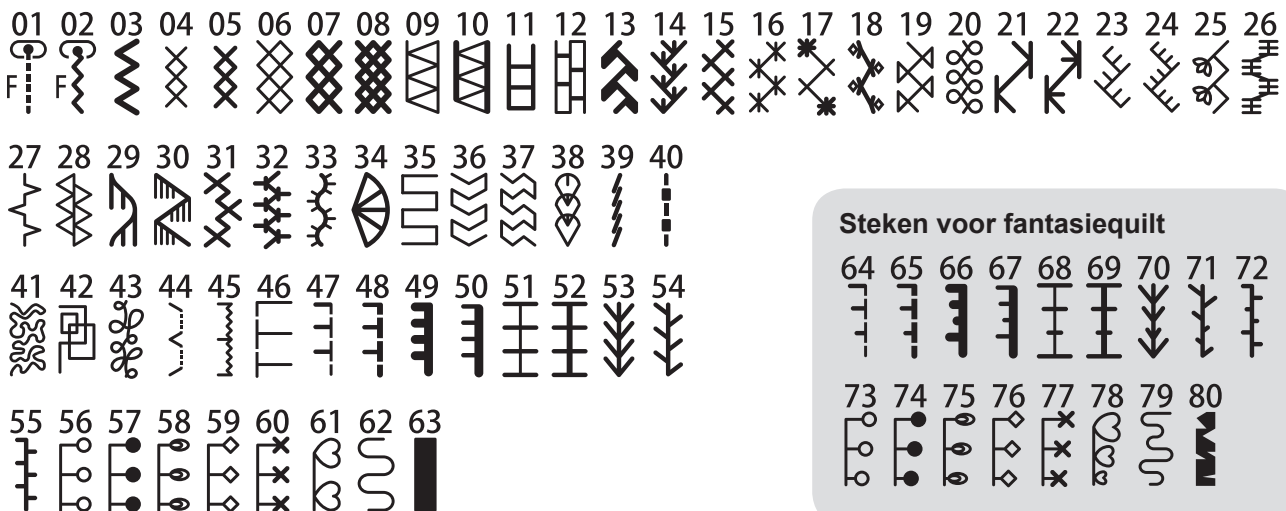 01 02 03 04 05 06 07 08 09 10 11 12 13 14 15 16 17 18 19 20 21 22 23 24 25 26
F F
27 28 29 30 31 32 33 34 35 36 37 38 39 40
41 42 43 44 45 46 47 48 49 50 51 52 53 54
55 56 57 58 59 60 61 62 63
Steken voor fantasiequilt
64 65 66 67 68 69 70 71 72
73 74 75 76 77 78 79 80